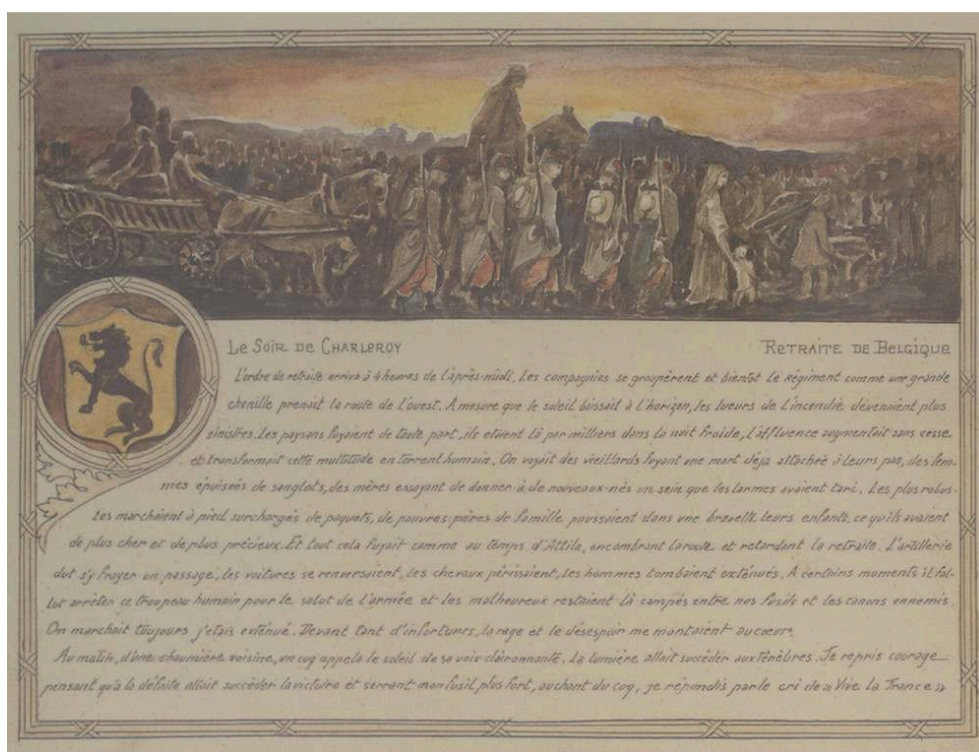 Le Soir de Charleroy
Retraite de Belgique
L'ordre de retraite arriva à 4 heures de l'après-midi. Les compagnies se groupèrent et bientot le régiment comme une grande
chenille prenait la route de l'ouest. A mesure que le soleil baissait à l'horizon, les lueurs de l'incendie devenaient plus
sinistres. Les paysans fuyaient de toute part, ils etaient là par milliers dans la nuit froide, l'affluence augmentait sans cesse
et transformait cette multitude en torrent humain. On voyait des vieillards fuyant une mort déja attachée à leurs pas, des fem-
mes épuisées de sanglots, des mères essayant de donner à de nouveaux-nés un sein que les larmes avaient tari. Les plus robus-
tes marchaient à pied surchargés de paquets, de pauvres pères de famille poussaient dans une brouette leurs enfants, ce qu'ils avaient
de plus cher et de plus précieux. Et tout cela fuyait comme au temps d'Attila, encombrant la route et retardant la retraite. L'artillerie
dut s'y frayer un passage, les voitures se renversaient, les chevaux périssaient, les hommes tombaient exténués. A certains moments il fal-
lut arrêter ce troupeau humain pour le salut de l'armée et les malheureux restaient là campés entre nos fusils et les canons ennemis.
On marchait toujours j'etais exténué. Devant tant d'infortunes, la rage et le désespoir me montaient au cœur.
Au matin, d'une chaumière voisine, un coq appela le soleil de sa voix claironnante. La lumière allait succéder aux ténèbres. Je repris courage
pensant qu'à la défaite allait succéder la victoire et serrant mon fusil plus fort, au chant du coq, je répondis par le cri de » Vive la France »